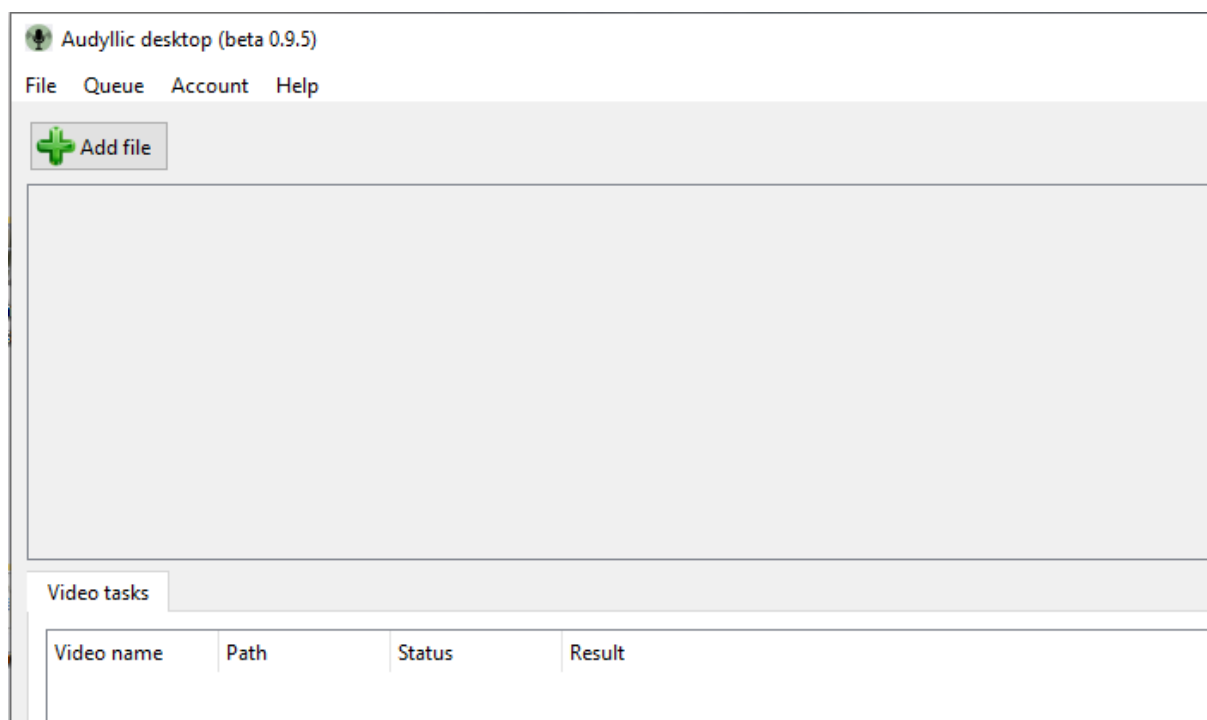 Audyllic desktop (beta 0.9.5)
File Queue Account Help
Add file
Video tasks
Video name Path Status Result